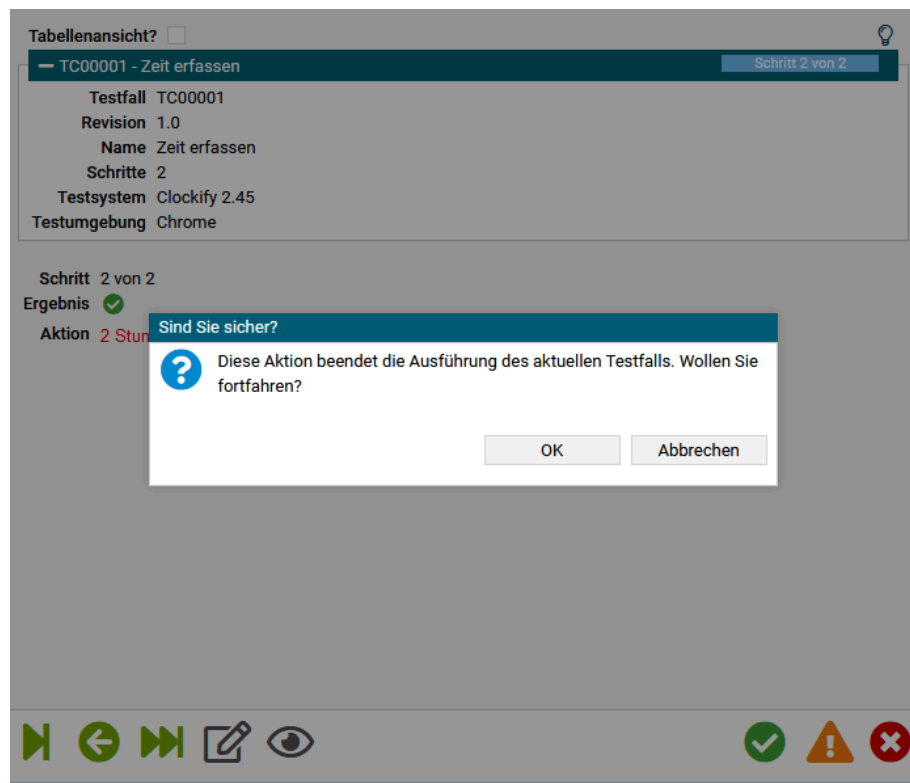 Tabellenansicht?
TC00001 - Zeit erfassen
Schritt 2 von 2
Testfall TC00001
Revision 1.0
Name Zeit erfassen
Schritte 2
Testsystem Clockify 2.45
Testumgebung Chrome
Schritt 2 von 2
Ergebnis
Aktion 2 Stun
Sind Sie sicher?
Diese Aktion beendet die Ausführung des aktuellen Testfalls. Wollen Sie
fortfahren?
OK Abbrechen